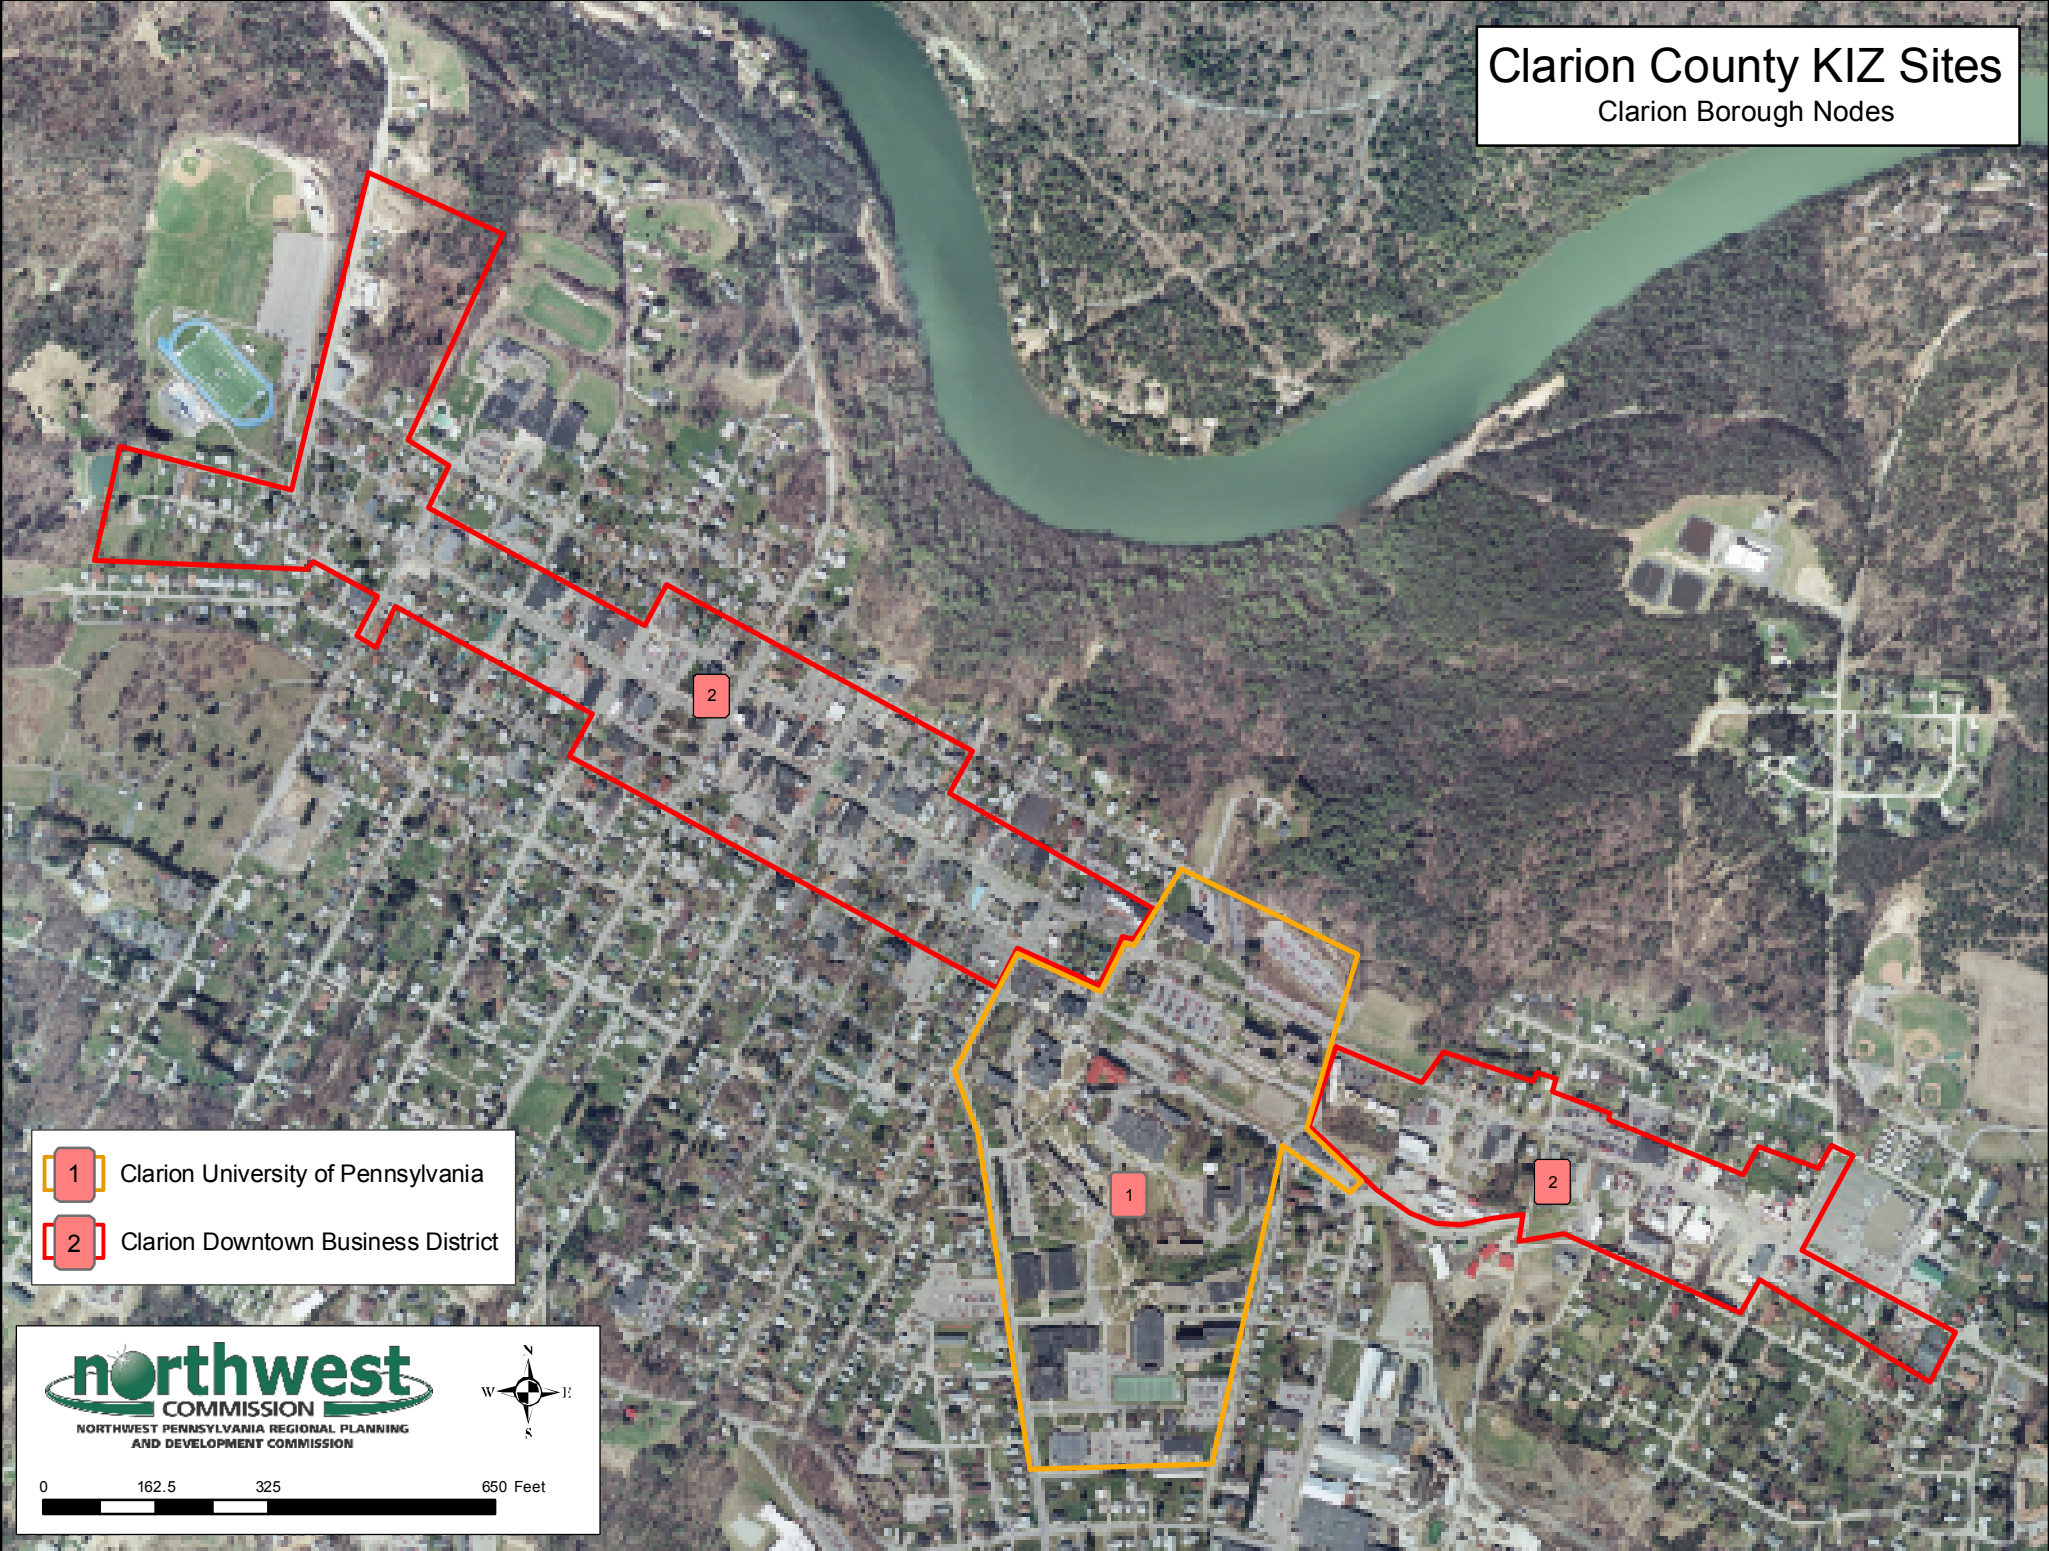 Clarion County KIZ Sites
Clarion Borough Nodes
2
2
1
1 Clarion University of Pennsylvania
2 Clarion Downtown Business District
northwest
COMMISSION
NORTHWEST PENNSYLVANIA REGIONAL PLANNING
AND DEVELOPMENT COMMISSION
N
W E
S
0 162.5 325 650 Feet